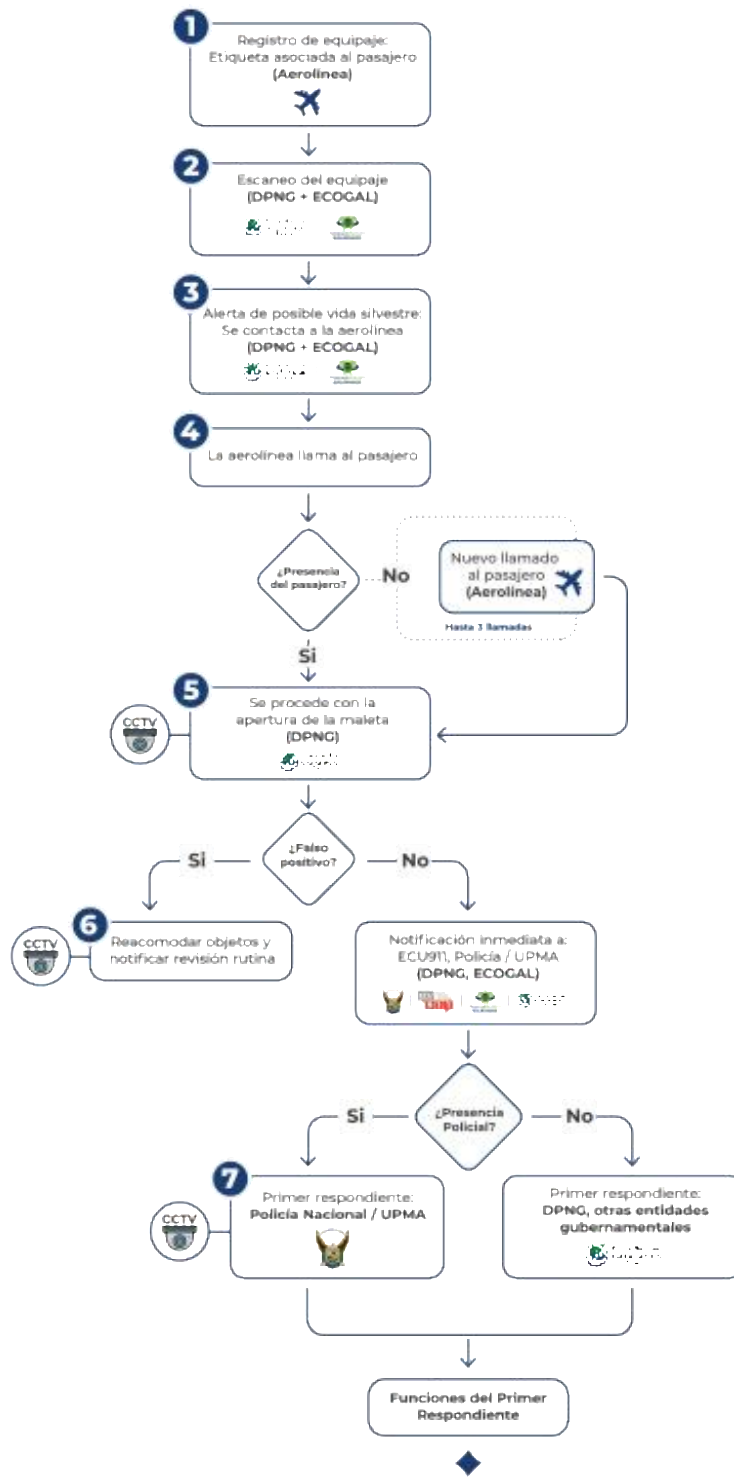 1
Registro de equipaje:
Etiqueta asociada al pasajero
(Aerolínea)
2
Escaneo del equipaje
(DPNG + ECOGAL)
3
Alerta de posible vida silvestre:
Se contacta a la aerolínea
(DPNG + ECOGAL)
4
La aerolínea llama al pasajero
¿Presencia
del pasajero?
No
Nuevo llamado
al pasajero
(Aerolínea)
Hasta 3 llamadas
Si
5
Se procede con la
apertura de la maleta
(DPNG)
CCTV
¿Falso
positivo?
Si
No
6
Reacomodar objetos y
notificar revisión rutina
CCTV
Notificación inmediata a:
ECU911, Policía / UPMA
(DPNG, ECOGAL)
¿Presencia
Policial?
Si
No
7
Primer respondiente:
Policía Nacional / UPMA
CCTV
Primer respondiente:
DPNG, otras entidades
gubernamentales
Funciones del Primer
Respondiente